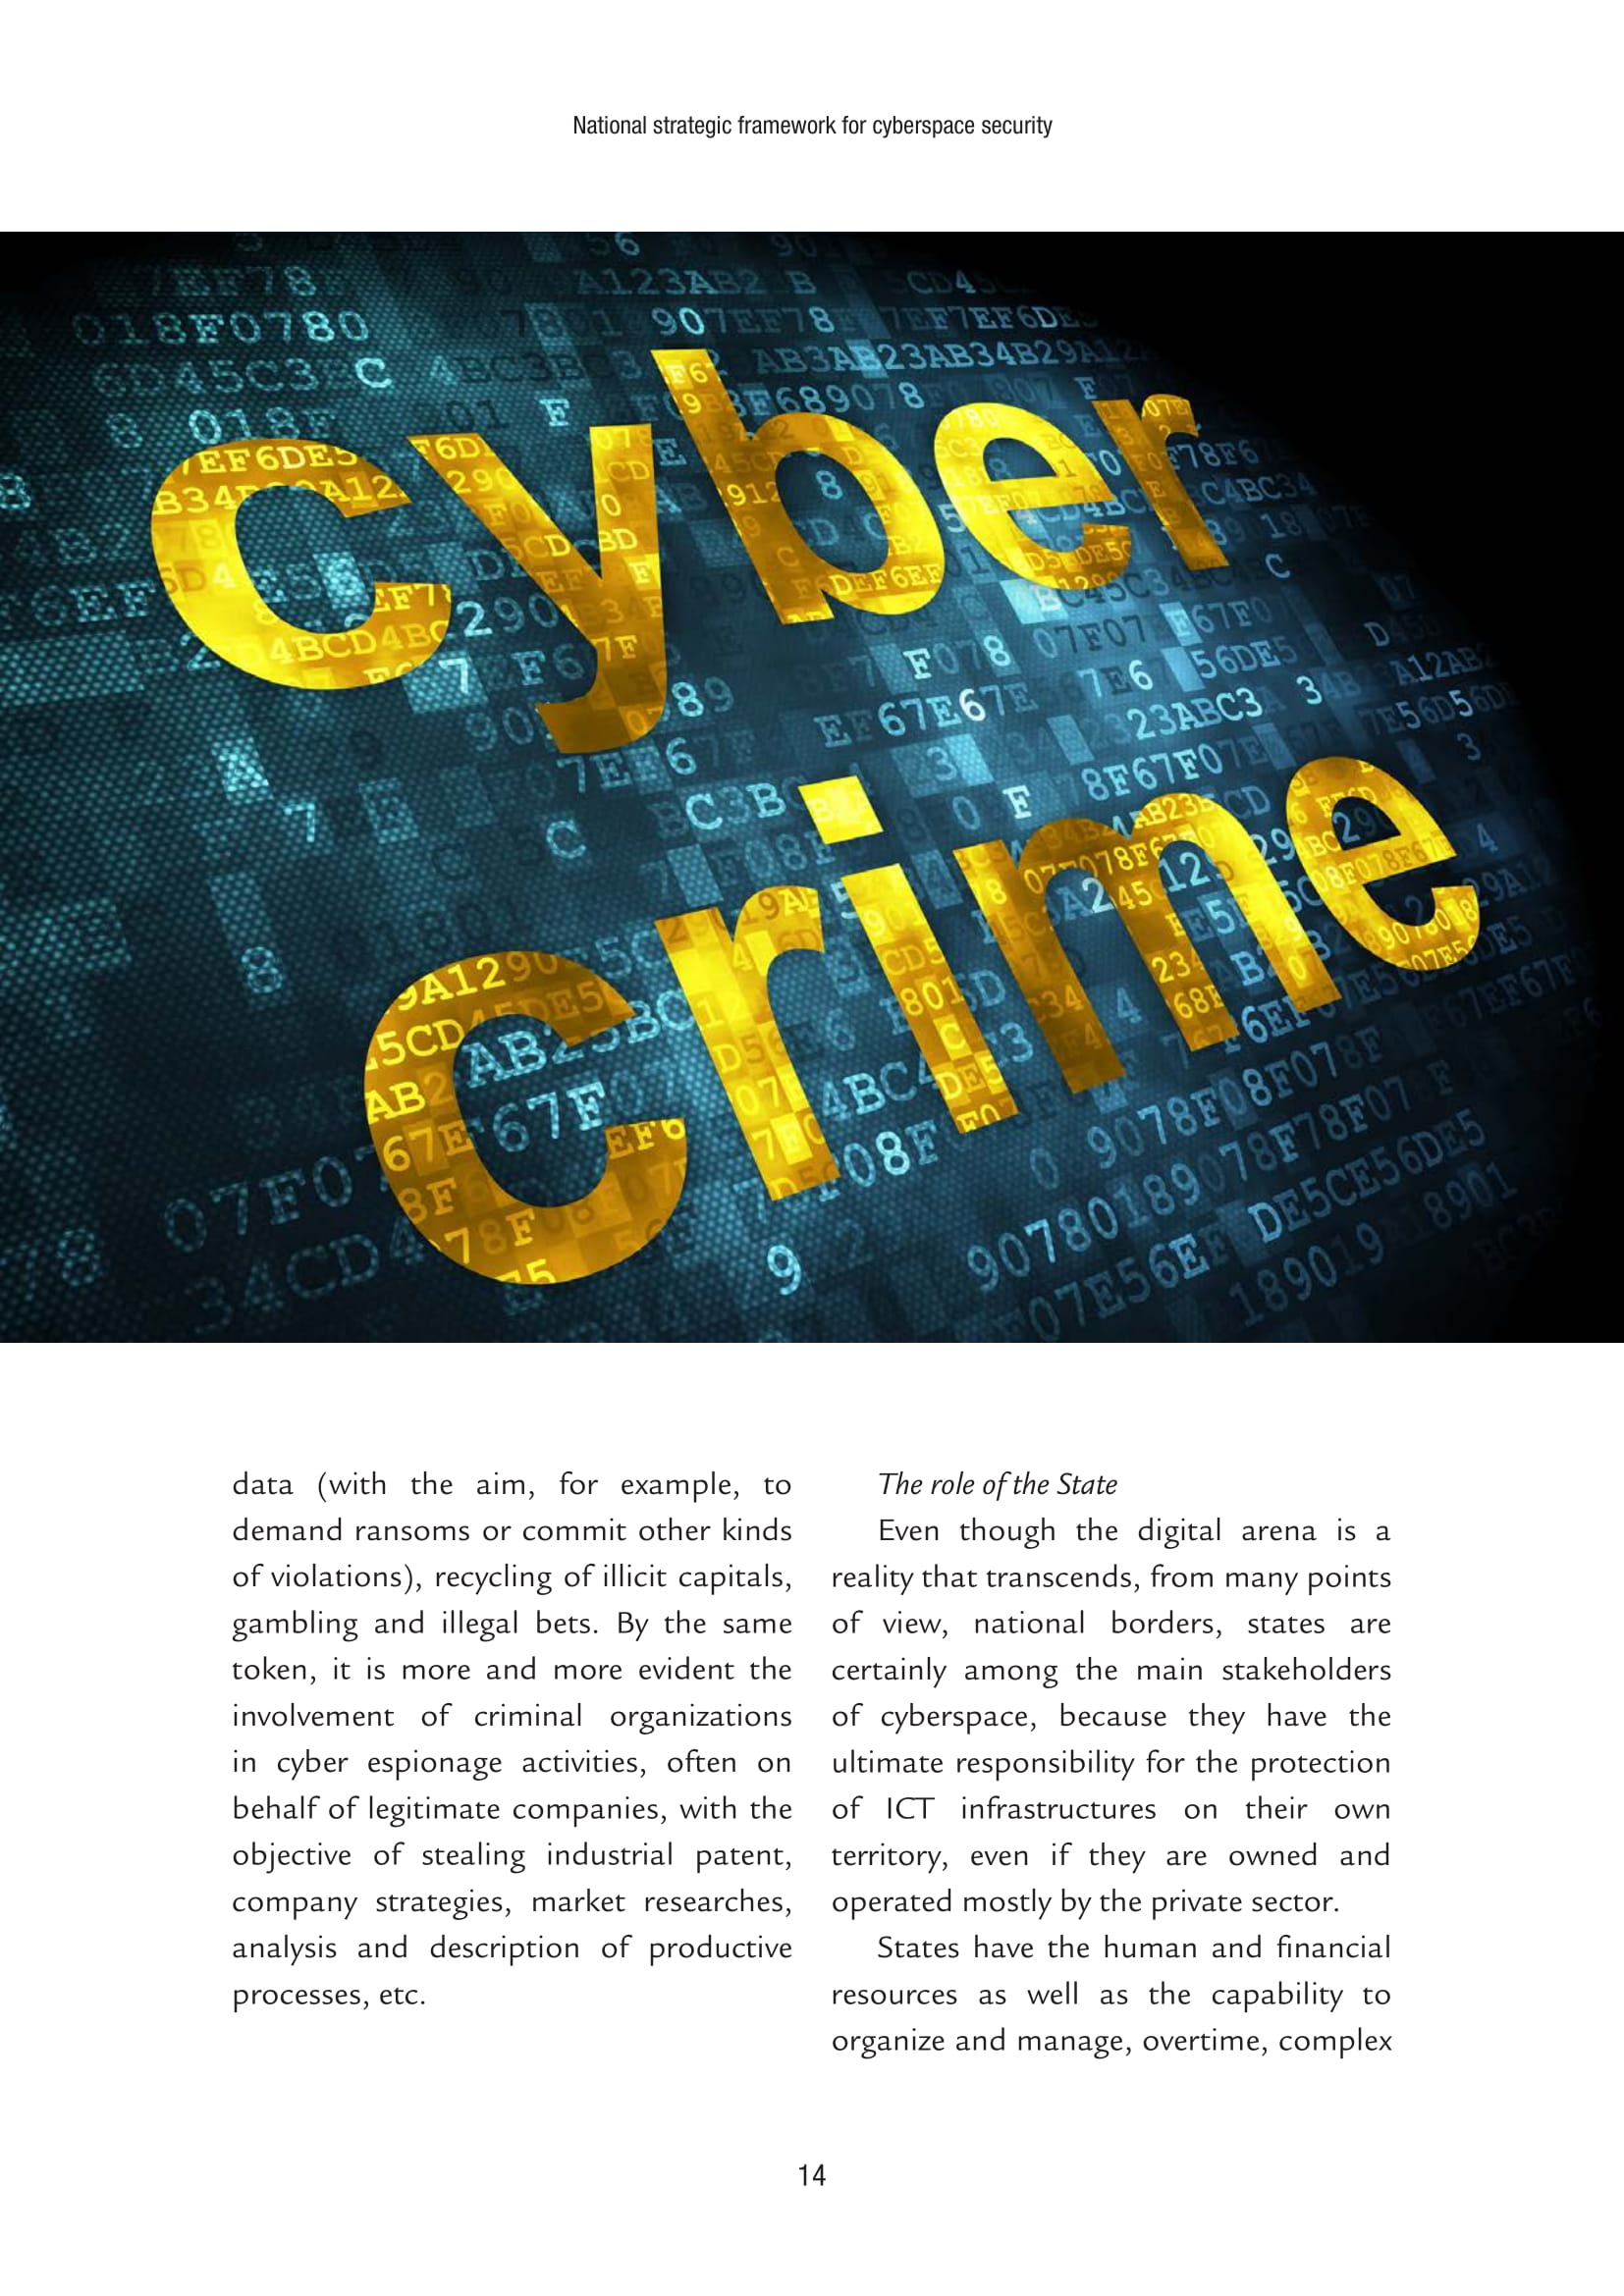 National strategic framework for cyberspace security
cyber
crime
data (with the aim, for example, to
demand ransoms or commit other kinds
of violations), recycling of illicit capitals,
gambling and illegal bets. By the same
token, it is more and more evident the
involvement of criminal organizations
in cyber espionage activities, often on
behalf of legitimate companies, with the
objective of stealing industrial patent,
company strategies, market researches,
analysis and description of productive
processes, etc.
The role of the State
Even though the digital arena is a
reality that transcends, from many points
of view, national borders, states are
certainly among the main stakeholders
of cyberspace, because they have the
ultimate responsibility for the protection
of ICT infrastructures on their own
territory, even if they are owned and
operated mostly by the private sector.
States have the human and financial
resources as well as the capability to
organize and manage, overtime, complex
14